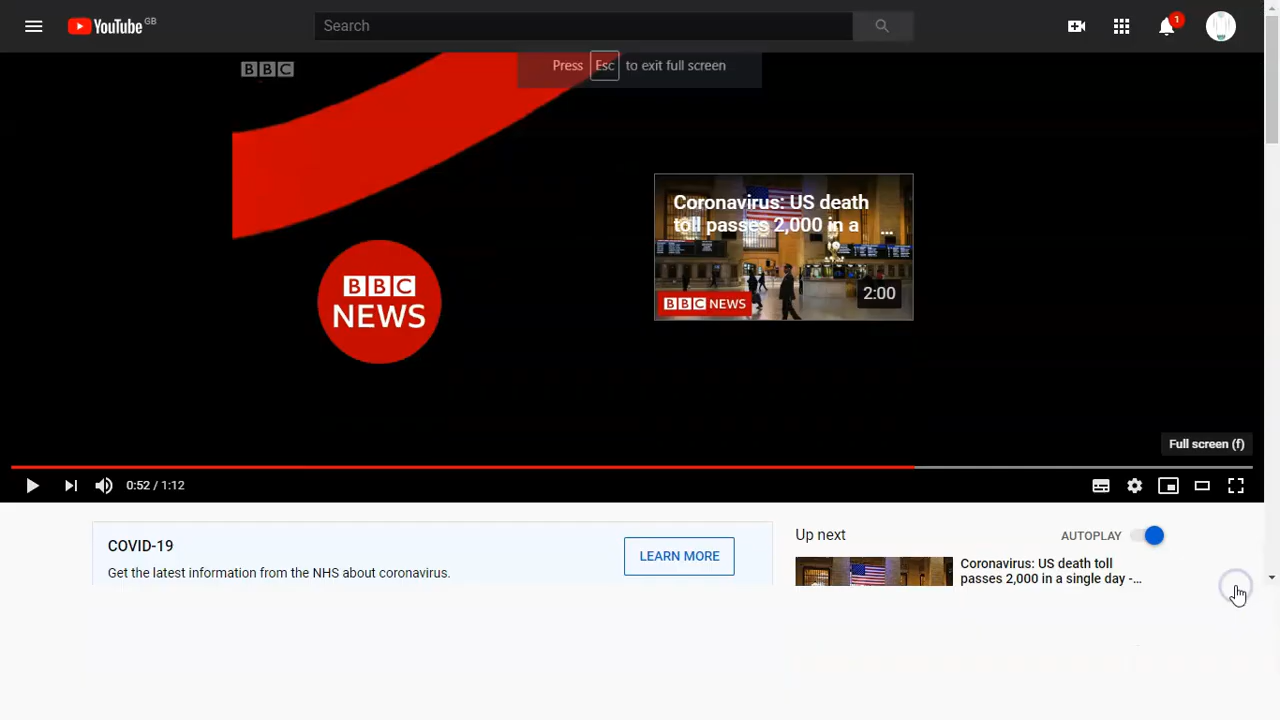 YouTube GB
Search
1
BBC
Press Esc to exit full screen
Coronavirus: US death
toll passes 2,000 in a ...
BBC NEWS
2:00
BBC
NEWS
Full screen (f)
0:52 / 1:12
COVID-19
Get the latest information from the NHS about coronavirus.
LEARN MORE
Up next
AUTOPLAY
Coronavirus: US death toll
passes 2,000 in a single day -...